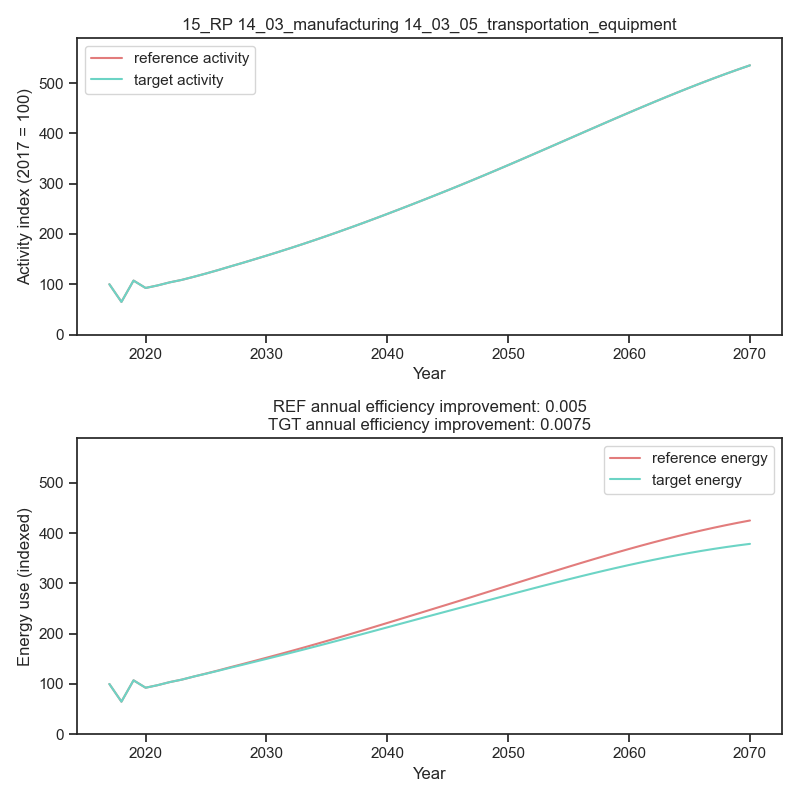 15_RP 14_03_manufacturing 14_03_05_transportation_equipment
reference activity
target activity
Activity index (2017 = 100)
500
400
300
200
100
0
2020 2030 2040 2050 2060 2070
Year
REF annual efficiency improvement: 0.005
TGT annual efficiency improvement: 0.0075
reference energy
target energy
Energy use (indexed)
500
400
300
200
100
0
2020 2030 2040 2050 2060 2070
Year